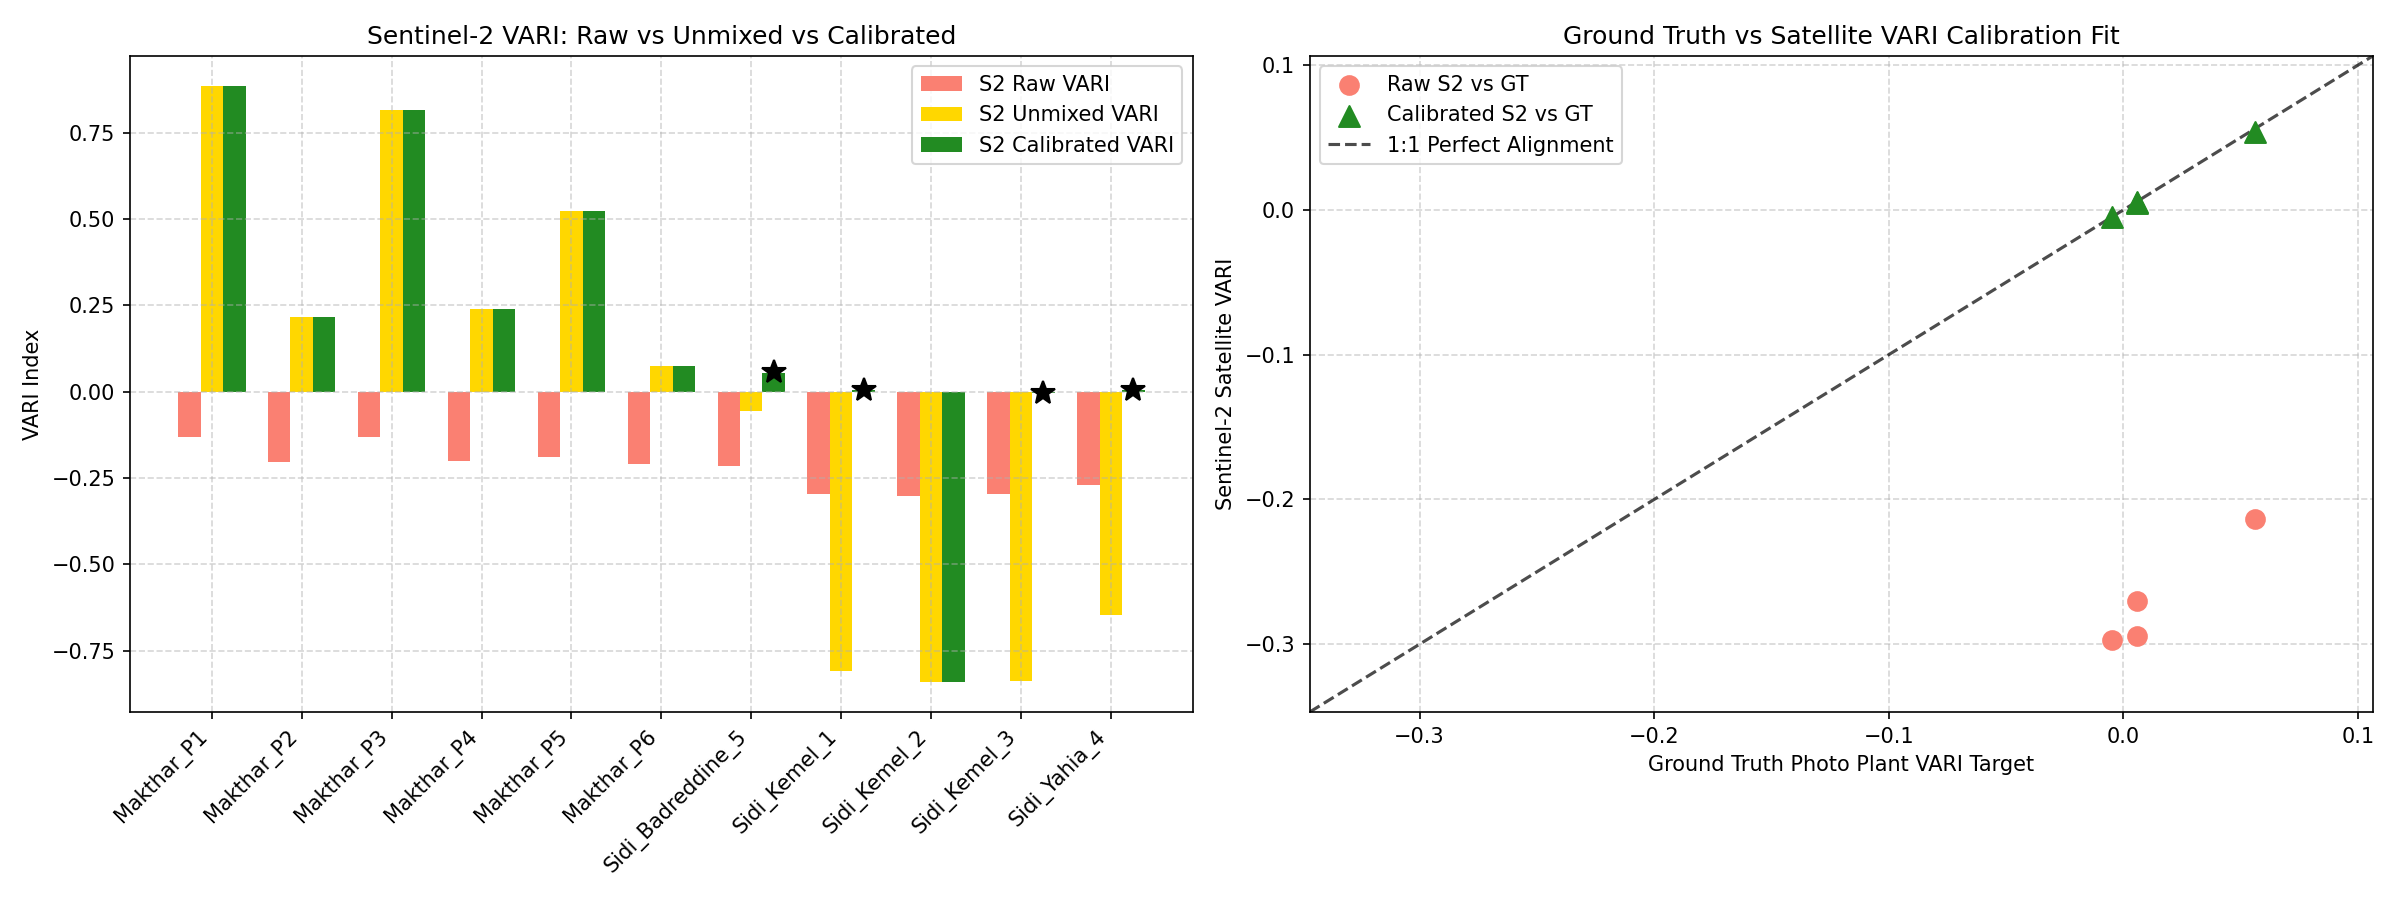 Sentinel-2 VARI: Raw vs Unmixed vs Calibrated
S2 Raw VARI
S2 Unmixed VARI
S2 Calibrated VARI
VARI Index
0.75
0.50
0.25
0.00
−0.25
−0.50
−0.75
Makthar_P1
Makthar_P2
Makthar_P3
Makthar_P4
Makthar_P5
Makthar_P6
Sidi_Badreddine_5
Sidi_Kemel_1
Sidi_Kemel_2
Sidi_Kemel_3
Sidi_Yahia_4
Ground Truth vs Satellite VARI Calibration Fit
Raw S2 vs GT
Calibrated S2 vs GT
1:1 Perfect Alignment
Sentinel-2 Satellite VARI
0.1
0.0
−0.1
−0.2
−0.3
−0.3
−0.2
−0.1
0.0
0.1
Ground Truth Photo Plant VARI Target